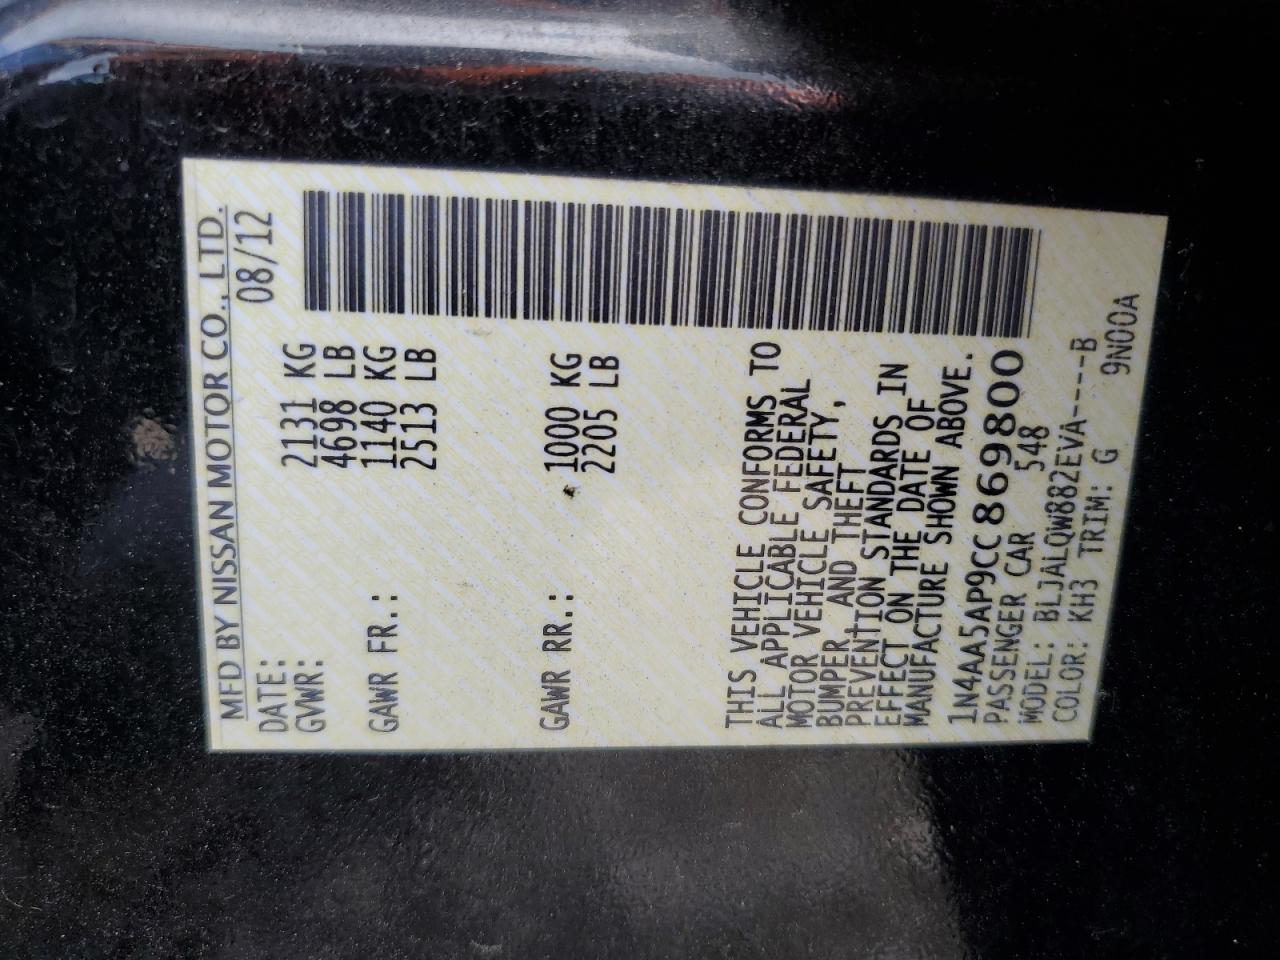 MFD BY NISSAN MOTOR CO., LTD.
DATE: 08/12
GVWR: 2131 KG
4698 LB
GAWR FR.: 1140 KG
2513 LB
GAWR RR.: 1000 KG
2205 LB
THIS VEHICLE CONFORMS TO
ALL APPLICABLE FEDERAL
MOTOR VEHICLE SAFETY,
BUMPER AND THEFT
PREVENTION STANDARDS IN
EFFECT ON THE DATE OF
MANUFACTURE SHOWN ABOVE.
1N4AA5AP9CC869800
PASSENGER CAR 548
MODEL: BLJALQW882EVA----B
COLOR: KH3 TRIM: G 9N00A